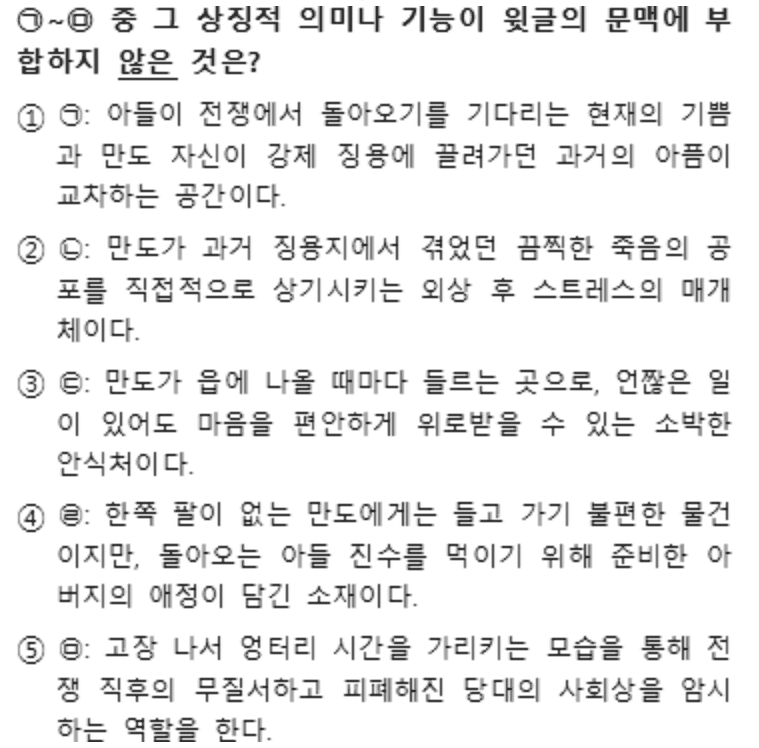 ㉠~㉤ 중 그 상징적 의미나 기능이 윗글의 문맥에 부
합하지 않은 것은?
① ㉠: 아들이 전쟁에서 돌아오기를 기다리는 현재의 기쁨
과 만도 자신이 강제 징용에 끌려가던 과거의 아픔이
교차하는 공간이다.
② ㉡: 만도가 과거 징용지에서 겪었던 끔찍한 죽음의 공
포를 직접적으로 상기시키는 외상 후 스트레스의 매개
체이다.
③ ㉢: 만도가 읍에 나올 때마다 들르는 곳으로, 언짢은 일
이 있어도 마음을 편안하게 위로받을 수 있는 소박한
안식처이다.
④ ㉣: 한쪽 팔이 없는 만도에게는 들고 가기 불편한 물건
이지만, 돌아오는 아들 진수를 먹이기 위해 준비한 아
버지의 애정이 담긴 소재이다.
⑤ ㉤: 고장 나서 엉터리 시간을 가리키는 모습을 통해 전
쟁 직후의 무질서하고 피폐해진 당대의 사회상을 암시
하는 역할을 한다.